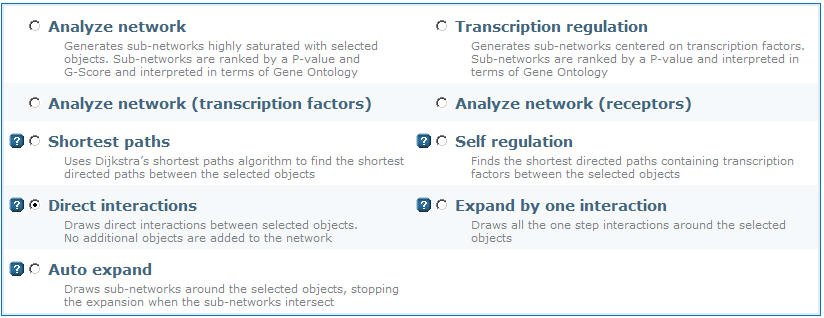 Analyze network
Generates sub-networks highly saturated with selected
objects. Sub-networks are ranked by a P-value and
G-Score and interpreted in terms of Gene Ontology
Transcription regulation
Generates sub-networks centered on transcription factors.
Sub-networks are ranked by a P-value and interpreted in
terms of Gene Ontology
Analyze network (transcription factors)
Analyze network (receptors)
? Shortest paths
Uses Dijkstra's shortest paths algorithm to find the shortest
directed paths between the selected objects
? Self regulation
Finds the shortest directed paths containing transcription
factors between the selected objects
? Direct interactions
Draws direct interactions between selected objects.
No additional objects are added to the network
? Expand by one interaction
Draws all the one step interactions around the selected
objects
? Auto expand
Draws sub-networks around the selected objects, stopping
the expansion when the sub-networks intersect